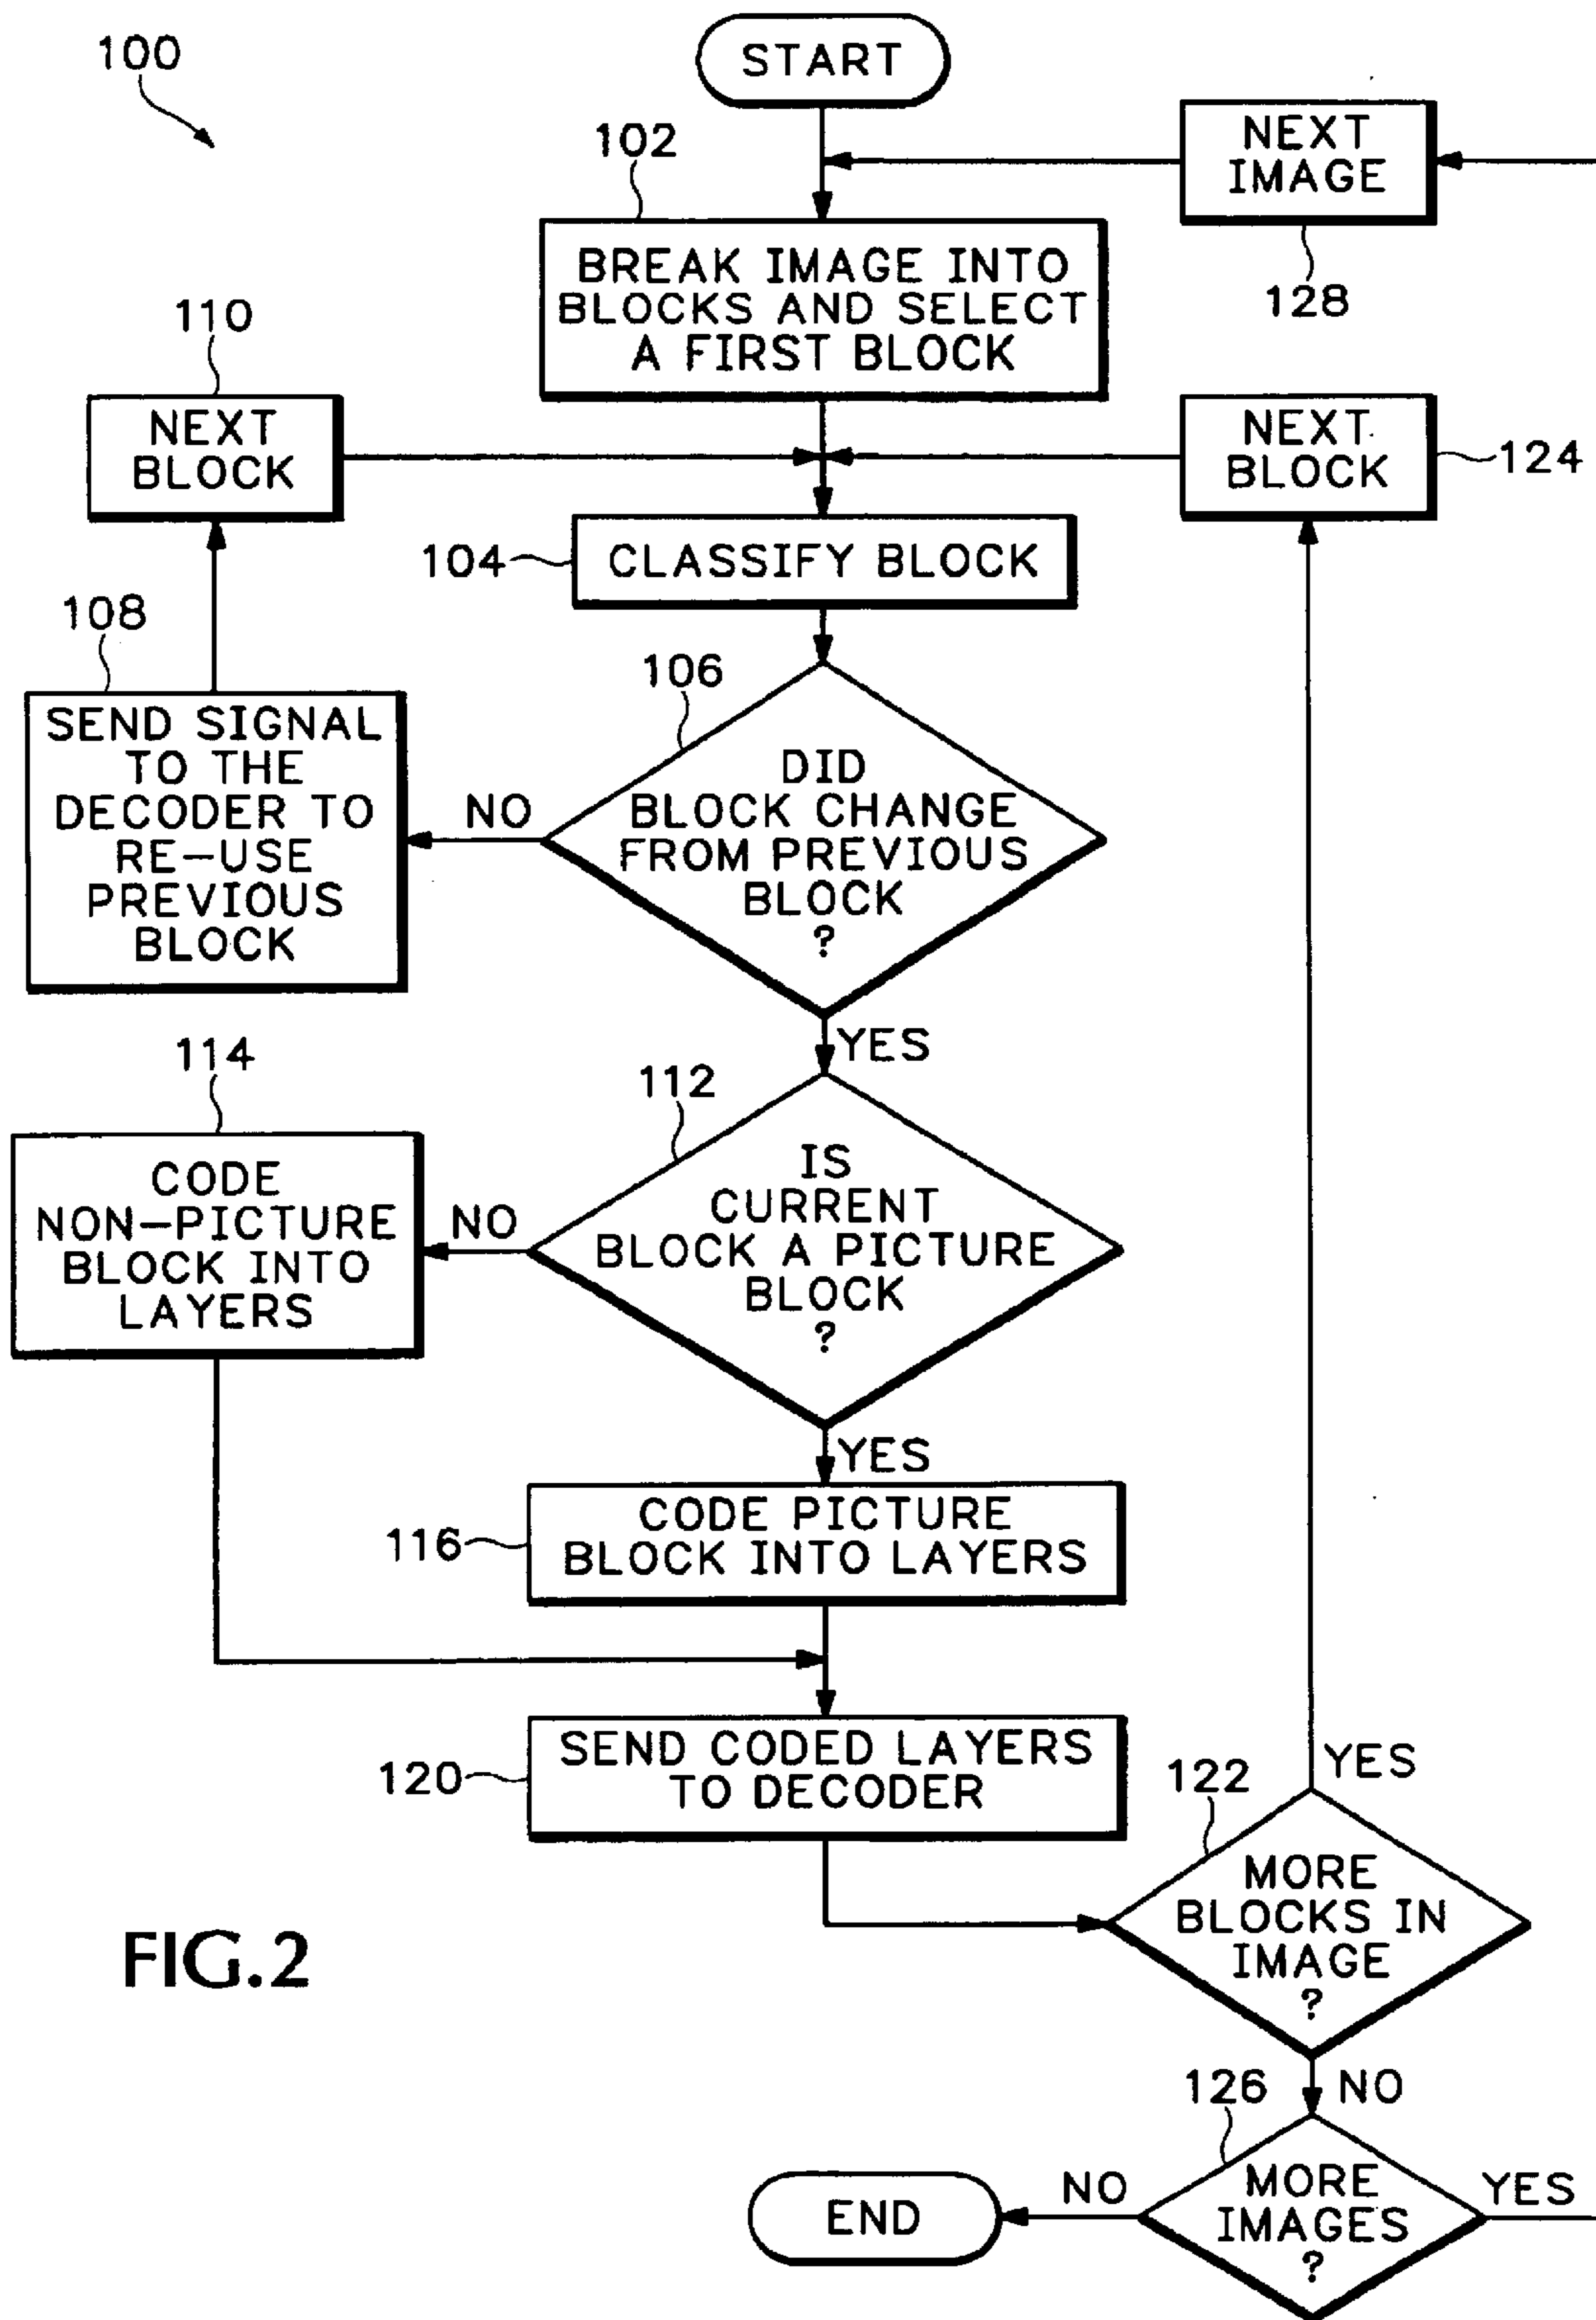 100
START
NEXT
IMAGE
128
102
BREAK IMAGE INTO
BLOCKS AND SELECT
A FIRST BLOCK
110
NEXT
BLOCK
NEXT
BLOCK
124
104
CLASSIFY BLOCK
108
SEND SIGNAL
TO THE
DECODER TO
RE-USE
PREVIOUS
BLOCK
106
DID
BLOCK CHANGE
FROM PREVIOUS
BLOCK
?
NO
YES
114
CODE
NON-PICTURE
BLOCK INTO
LAYERS
112
IS
CURRENT
BLOCK A PICTURE
BLOCK
?
NO
YES
116
CODE PICTURE
BLOCK INTO LAYERS
120
SEND CODED LAYERS
TO DECODER
122
YES
MORE
BLOCKS IN
IMAGE
?
NO
126
MORE
IMAGES
?
YES
NO
END
FIG.2